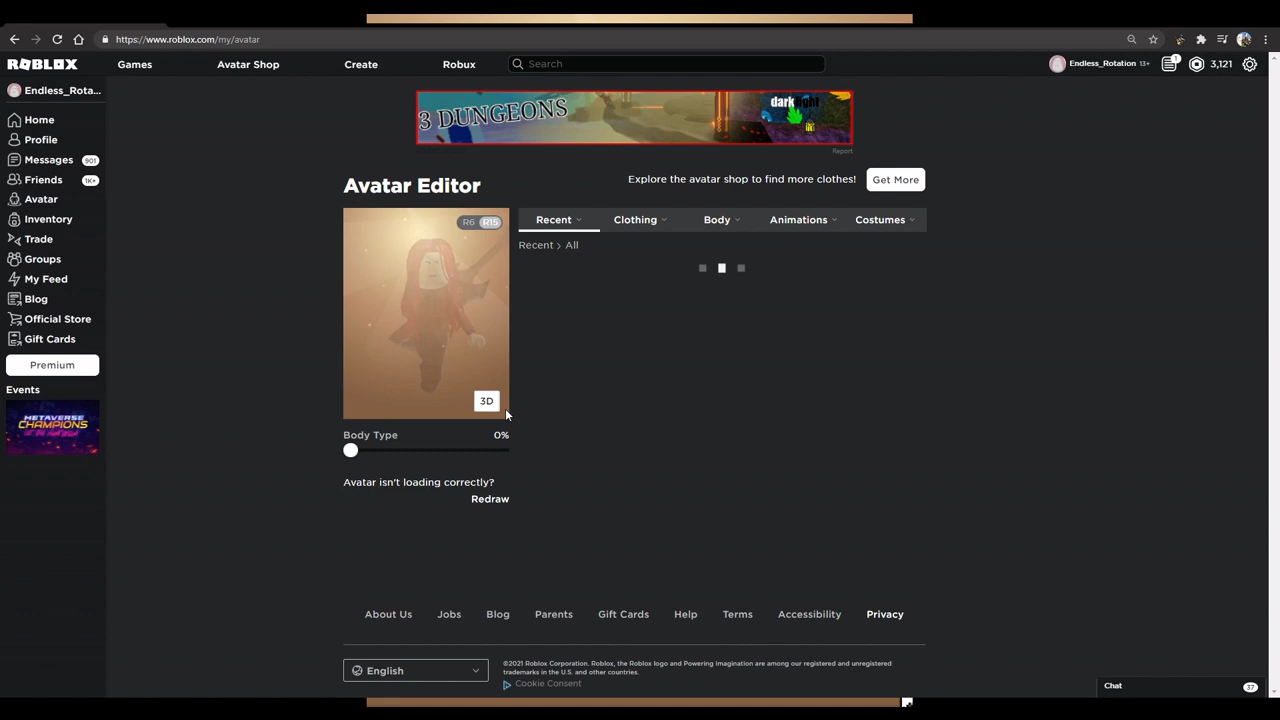 https://www.roblox.com/my/avatar
ROBLOX Games Avatar Shop Create Robux Search Endless_Rotation 13+ 1 3,121
Endless_Rota...
Home
Profile
Messages 901
Friends 1K+
Avatar
Inventory
Trade
Groups
My Feed
Blog
Official Store
Gift Cards
Premium
Events
METAVERSE
CHAMPIONS
3 DUNGEONS
darklight
Report
Avatar Editor
Explore the avatar shop to find more clothes! Get More
R6 R15
3D
Recent Clothing Body Animations Costumes
Recent > All
Body Type 0%
Avatar isn't loading correctly?
Redraw
About Us Jobs Blog Parents Gift Cards Help Terms Accessibility Privacy
English
©2021 Roblox Corporation. Roblox, the Roblox logo and Powering Imagination are among our registered and unregistered
trademarks in the U.S. and other countries.
Cookie Consent
Chat 37